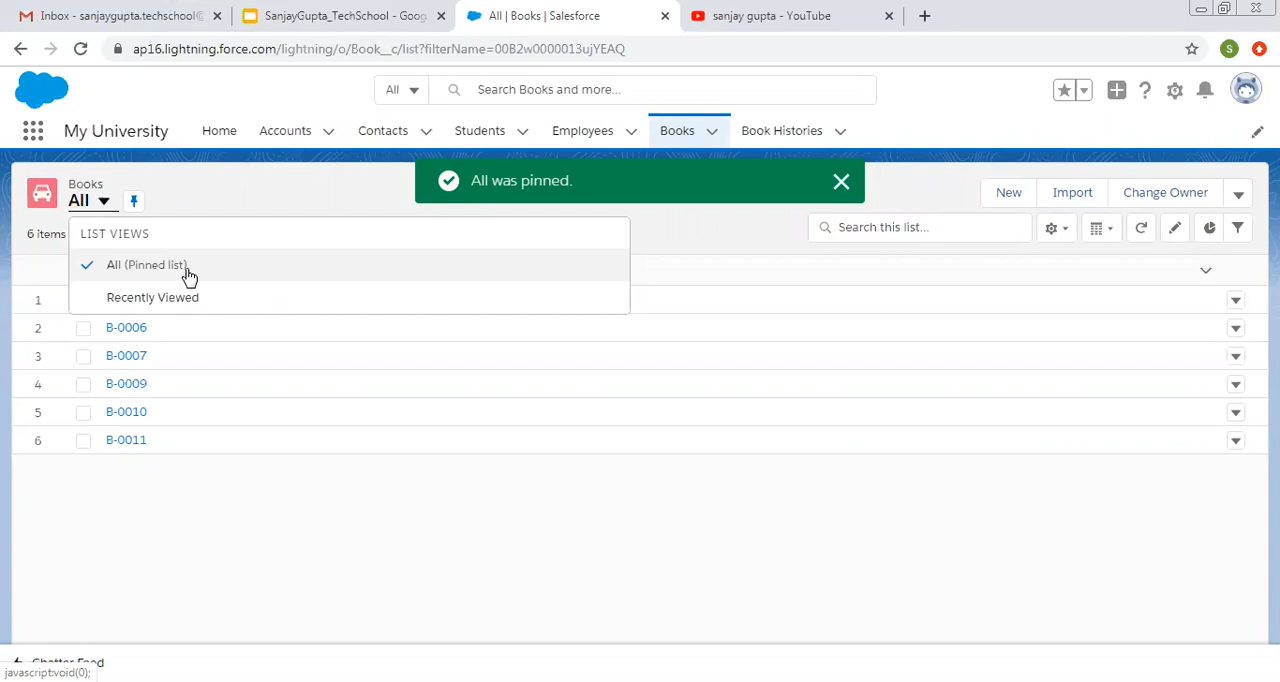 Inbox - sanjaygupta.techschool@
SanjayGupta_TechSchool - Goog
All | Books | Salesforce
sanjay gupta - YouTube
ap16.lightning.force.com/lightning/o/Book__c/list?filterName=00B2w0000013ujYEAQ
S
All
Search Books and more...
My University
Home
Accounts
Contacts
Students
Employees
Books
Book Histories
Books
All
All was pinned.
New
Import
Change Owner
6 items
Search this list...
LIST VIEWS
All (Pinned list)
Recently Viewed
1
2 B-0006
3 B-0007
4 B-0009
5 B-0010
6 B-0011
Chatter Feed
javascript:void(0);